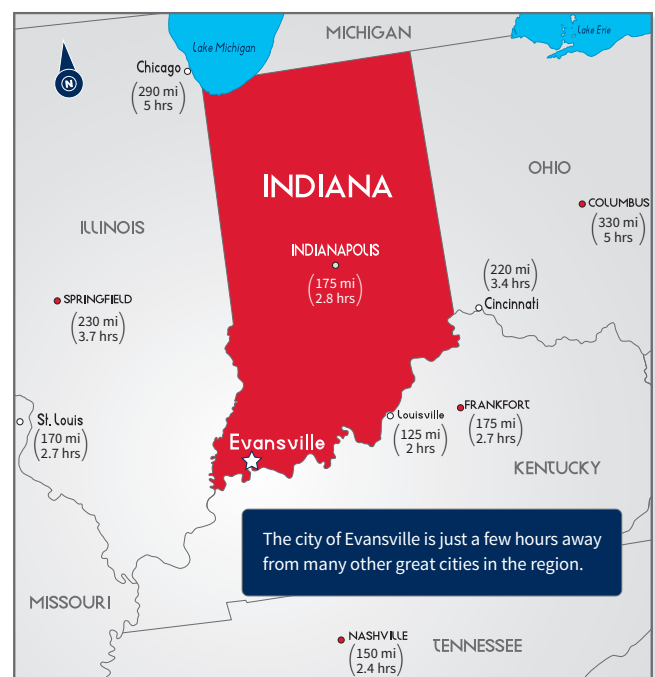 MICHIGAN
Lake Michigan
Lake Erie
N
Chicago
(290 mi
5 hrs)
INDIANA
OHIO
COLUMBUS
(330 mi
5 hrs)
ILLINOIS
INDIANAPOLIS
(175 mi
2.8 hrs)
(220 mi
3.4 hrs)
Cincinnati
SPRINGFIELD
(230 mi
3.7 hrs)
St. Louis
(170 mi
2.7 hrs)
Evansville
Louisville
(125 mi
2 hrs)
FRANKFORT
(175 mi
2.7 hrs)
KENTUCKY
The city of Evansville is just a few hours away
from many other great cities in the region.
MISSOURI
NASHVILLE
(150 mi
2.4 hrs)
TENNESSEE